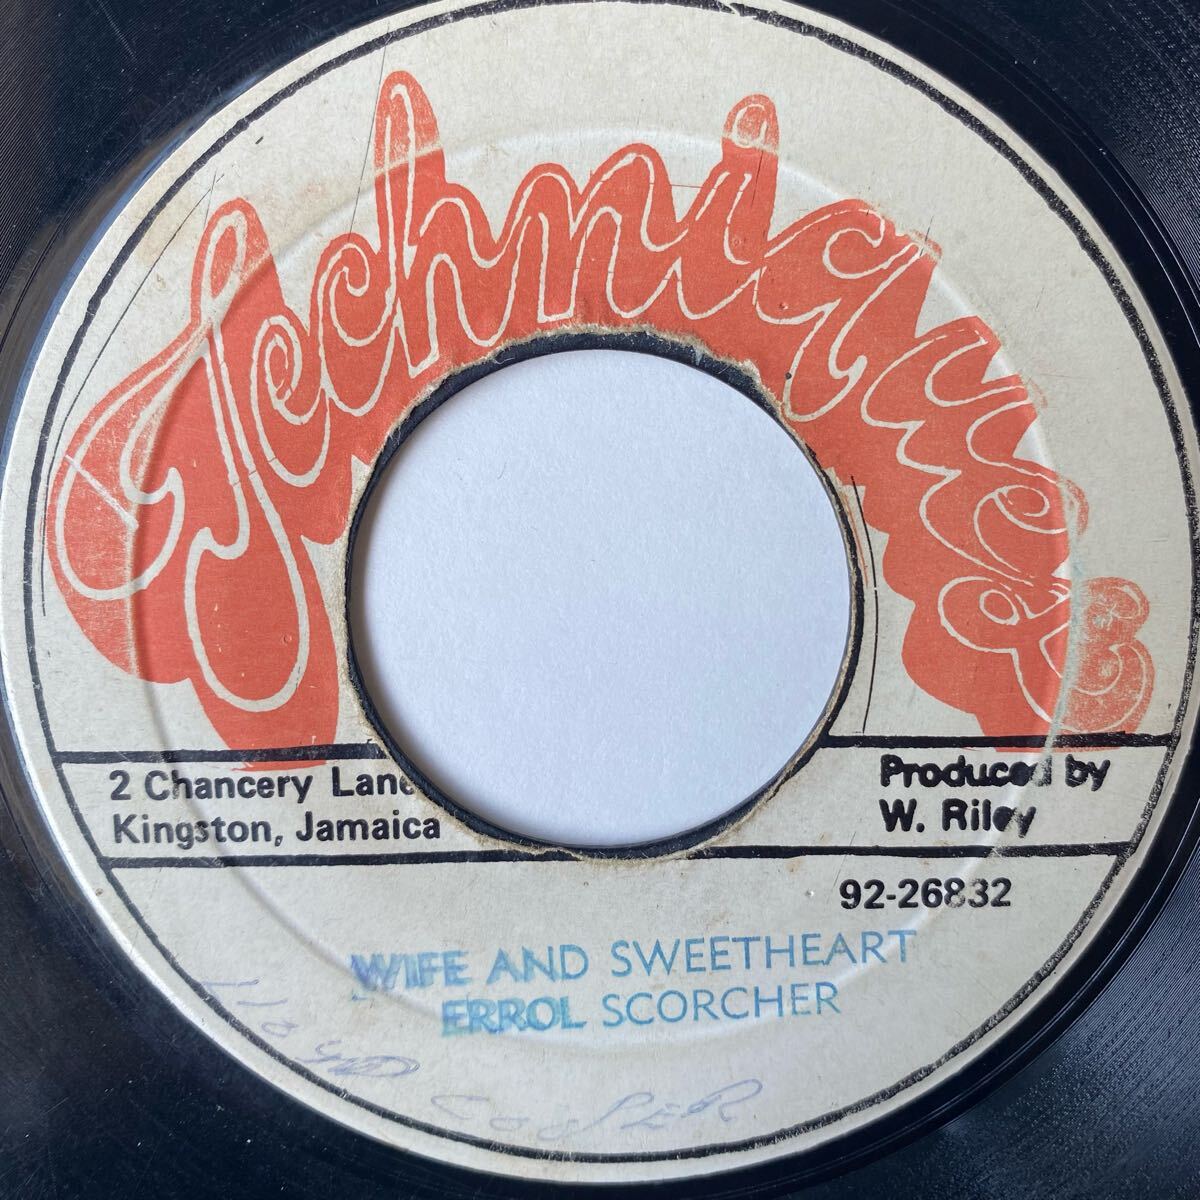 Techniques
2 Chancery Lane
Kingston, Jamaica
Produced by
W. Riley
92-26832
WIFE AND SWEETHEART
ERROL SCORCHER